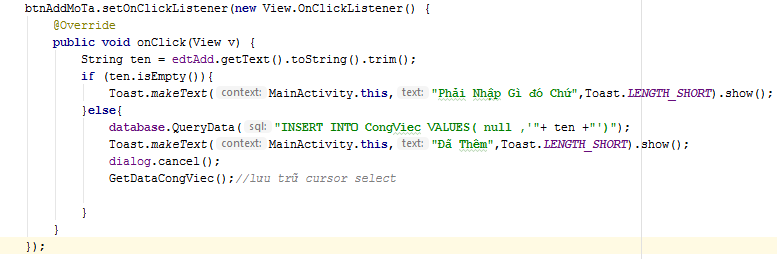 btnAddMoTa.setOnClickListener(new View.OnClickListener() {
@Override
public void onClick(View v) {
String ten = edtAdd.getText().toString().trim();
if (ten.isEmpty()){
Toast.makeText( context: MainActivity.this, text: "Phải Nhập Gì đó Chứ",Toast.LENGTH_SHORT).show();
}else{
database.QueryData( sql: "INSERT INTO CongViec VALUES( null ,'"+ ten +"')");
Toast.makeText( context: MainActivity.this, text: "Đã Thêm",Toast.LENGTH_SHORT).show();
dialog.cancel();
GetDataCongViec();//lưu trữ cursor select
}
}
});